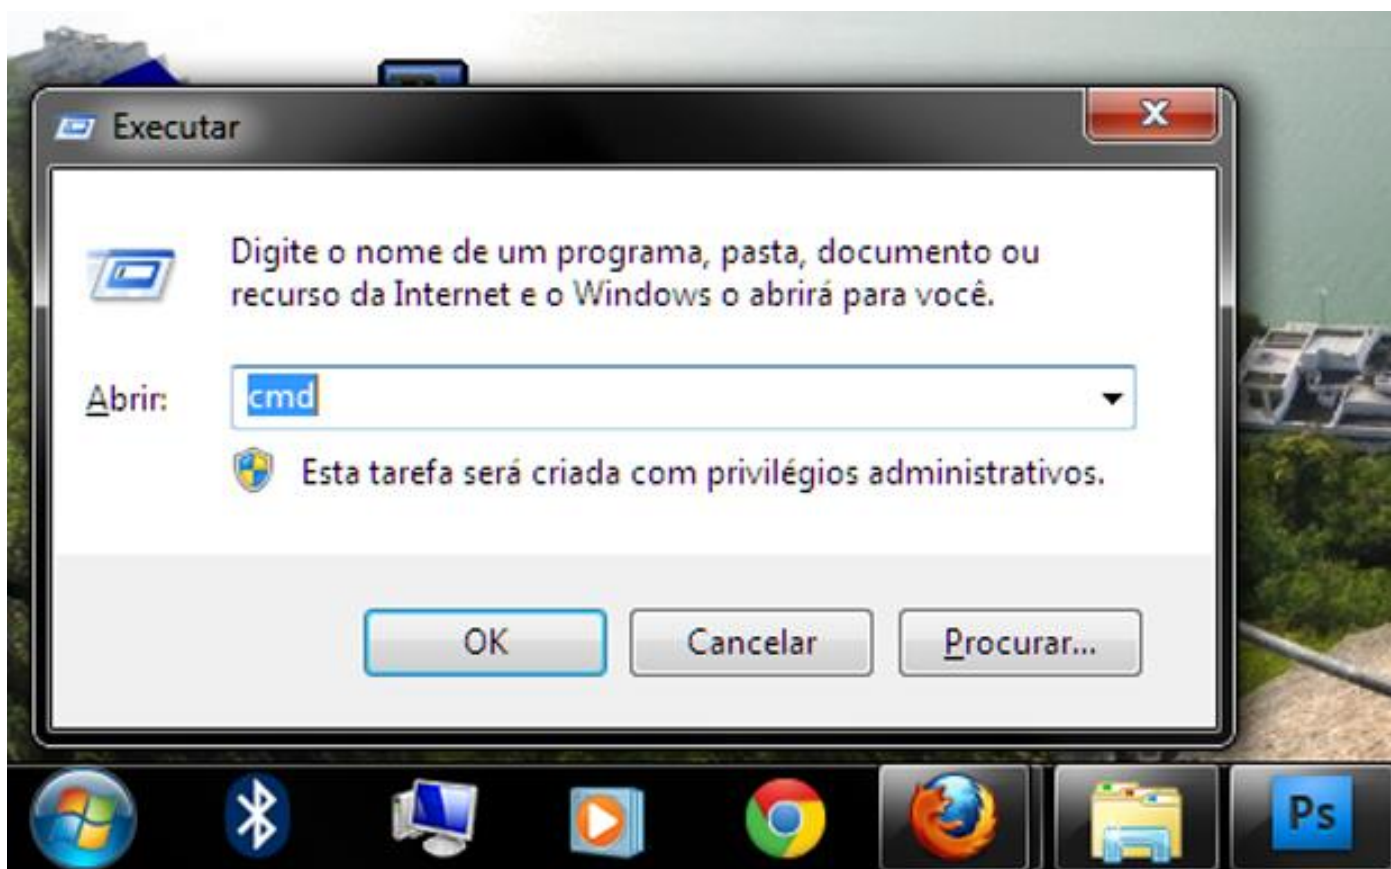 Executar
Digite o nome de um programa, pasta, documento ou
recurso da Internet e o Windows o abrirá para você.
Abrir:
cmd
Esta tarefa será criada com privilégios administrativos.
OK
Cancelar
Procurar...
Ps